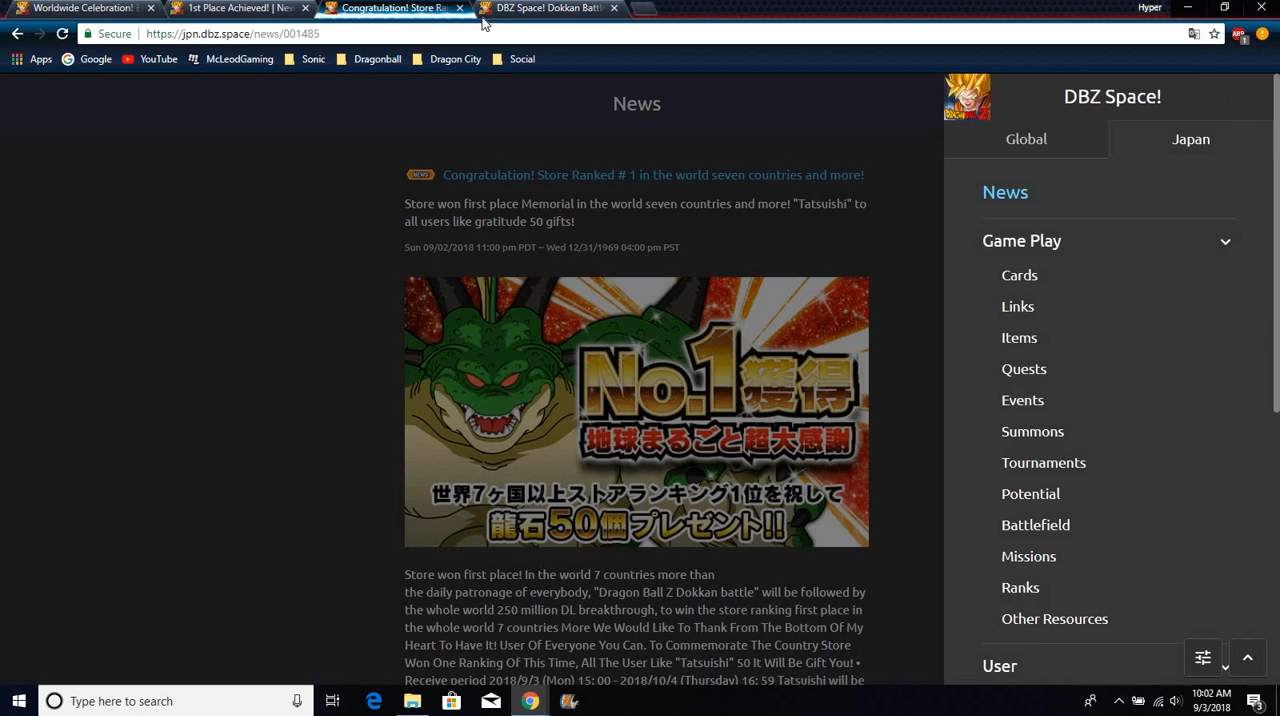 Worldwide Celebration! E
1st Place Achieved! | New
Congratulation! Store Ra
DBZ Space! Dokkan Battl
Hyper
Secure
https://jpn.dbz.space/news/001485
ABP
1
Apps
Google
YouTube
McLeodGaming
Sonic
Dragonball
Dragon City
Social
News
DBZ Space!
Global
Japan
NEWS
Congratulation! Store Ranked # 1 in the world seven countries and more!
Store won first place Memorial in the world seven countries and more! "Tatsuishi" to
all users like gratitude 50 gifts!
Sun 09/02/2018 11:00 pm PDT ~ Wed 12/31/1969 04:00 pm PST
No.1獲得
地球まるごと超大感謝
世界7ヶ国以上ストアランキング1位を祝して
龍石50個プレゼント!!
Store won first place! In the world 7 countries more than
the daily patronage of everybody, "Dragon Ball Z Dokkan battle" will be followed by
the whole world 250 million DL breakthrough, to win the store ranking first place in
the whole world 7 countries More We Would Like To Thank From The Bottom Of My
Heart To Have It! User Of Everyone You Can. To Commemorate The Country Store
Won One Ranking Of This Time, All The User Like "Tatsuishi" 50 It Will Be Gift You! •
Receive period 2018/9/3 (Mon) 15: 00 - 2018/10/4 (Thursday) 16: 59 Tatsuishi will be
News
Game Play
Cards
Links
Items
Quests
Events
Summons
Tournaments
Potential
Battlefield
Missions
Ranks
Other Resources
User
Type here to search
10:02 AM
9/3/2018
3